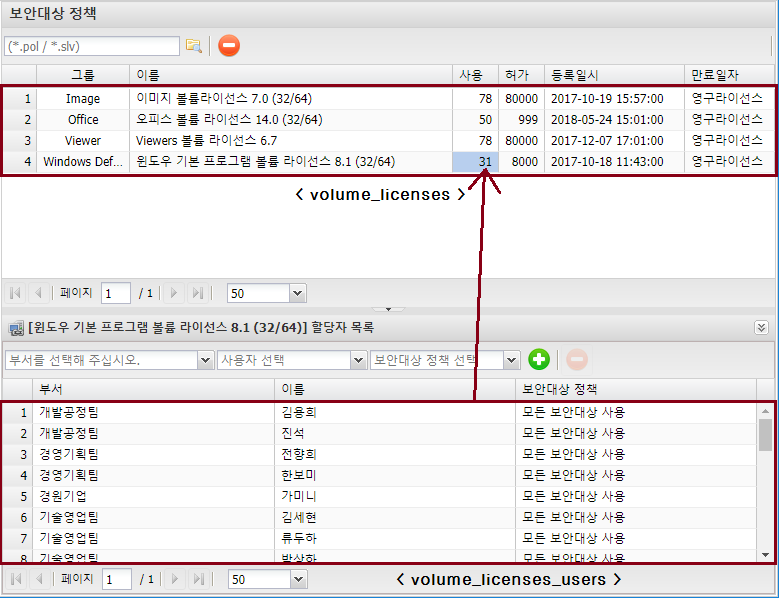 보안대상 정책
(*.pol / *.slv)
그룹 이름 사용 허가 등록일시 만료일자
1 Image 이미지 볼륨라이선스 7.0 (32/64) 78 80000 2017-10-19 15:57:00 영구라이선스
2 Office 오피스 볼륨 라이선스 14.0 (32/64) 50 999 2018-05-24 15:01:00 영구라이선스
3 Viewer Viewers 볼륨 라이선스 6.7 78 80000 2017-12-07 17:01:00 영구라이선스
4 Windows Def... 윈도우 기본 프로그램 볼륨 라이선스 8.1 (32/64) 31 8000 2017-10-18 11:43:00 영구라이선스
< volume_licenses >
페이지 1 / 1 50
[윈도우 기본 프로그램 볼륨 라이선스 8.1 (32/64)] 할당자 목록
부서를 선택해 주십시오. 사용자 선택 보안대상 정책 선택
부서 이름 보안대상 정책
1 개발공정팀 김용희 모든 보안대상 사용
2 개발공정팀 진석 모든 보안대상 사용
3 경영기획팀 전향희 모든 보안대상 사용
4 경영기획팀 한보미 모든 보안대상 사용
5 경원기업 가미니 모든 보안대상 사용
6 기술영업팀 김세현 모든 보안대상 사용
7 기술영업팀 류두하 모든 보안대상 사용
8 기술영업팀 박상하 모든 보안대상 사용
페이지 1 / 1 50
< volume_licenses_users >